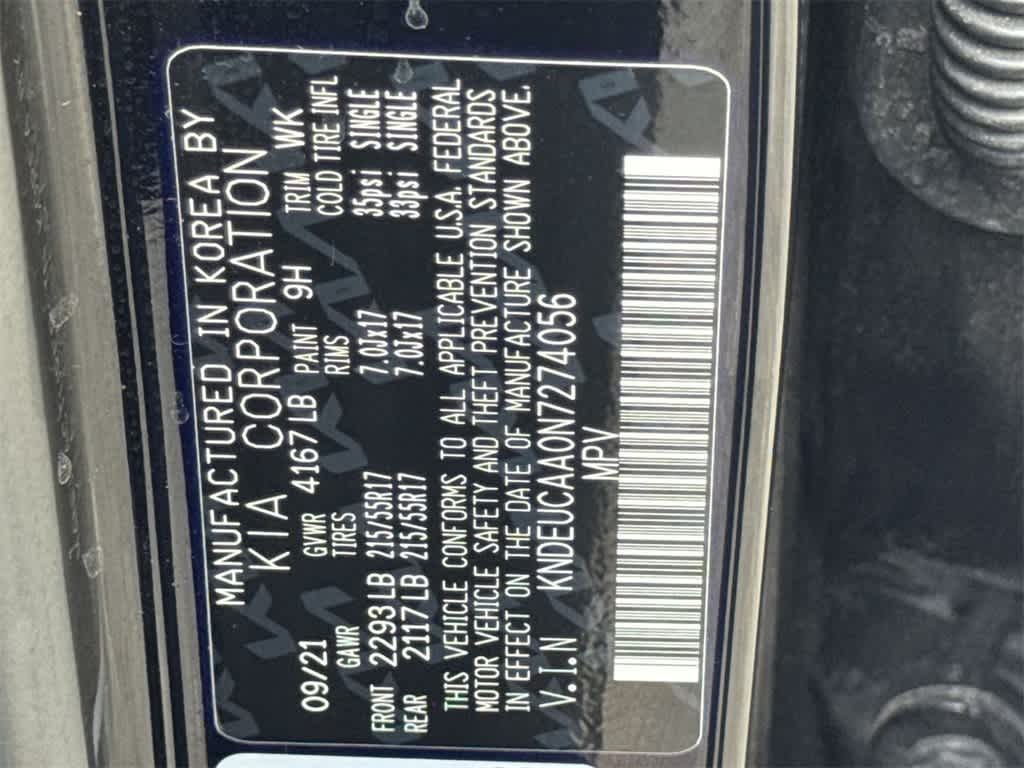 MANUFACTURED IN KOREA BY
KIA CORPORATION
09/21 GVWR 4167 LB PAINT 9H TRIM WK
GAWR TIRES RIMS COLD TIRE INFL
FRONT 2293 LB 215/55R17 7.0Jx17 35psi SINGLE
REAR 2117 LB 215/55R17 7.0Jx17 33psi SINGLE
THIS VEHICLE CONFORMS TO ALL APPLICABLE U.S.A. FEDERAL
MOTOR VEHICLE SAFETY AND THEFT PREVENTION STANDARDS
IN EFFECT ON THE DATE OF MANUFACTURE SHOWN ABOVE.
V.I.N KNDEUCAA0N7274056
MPV